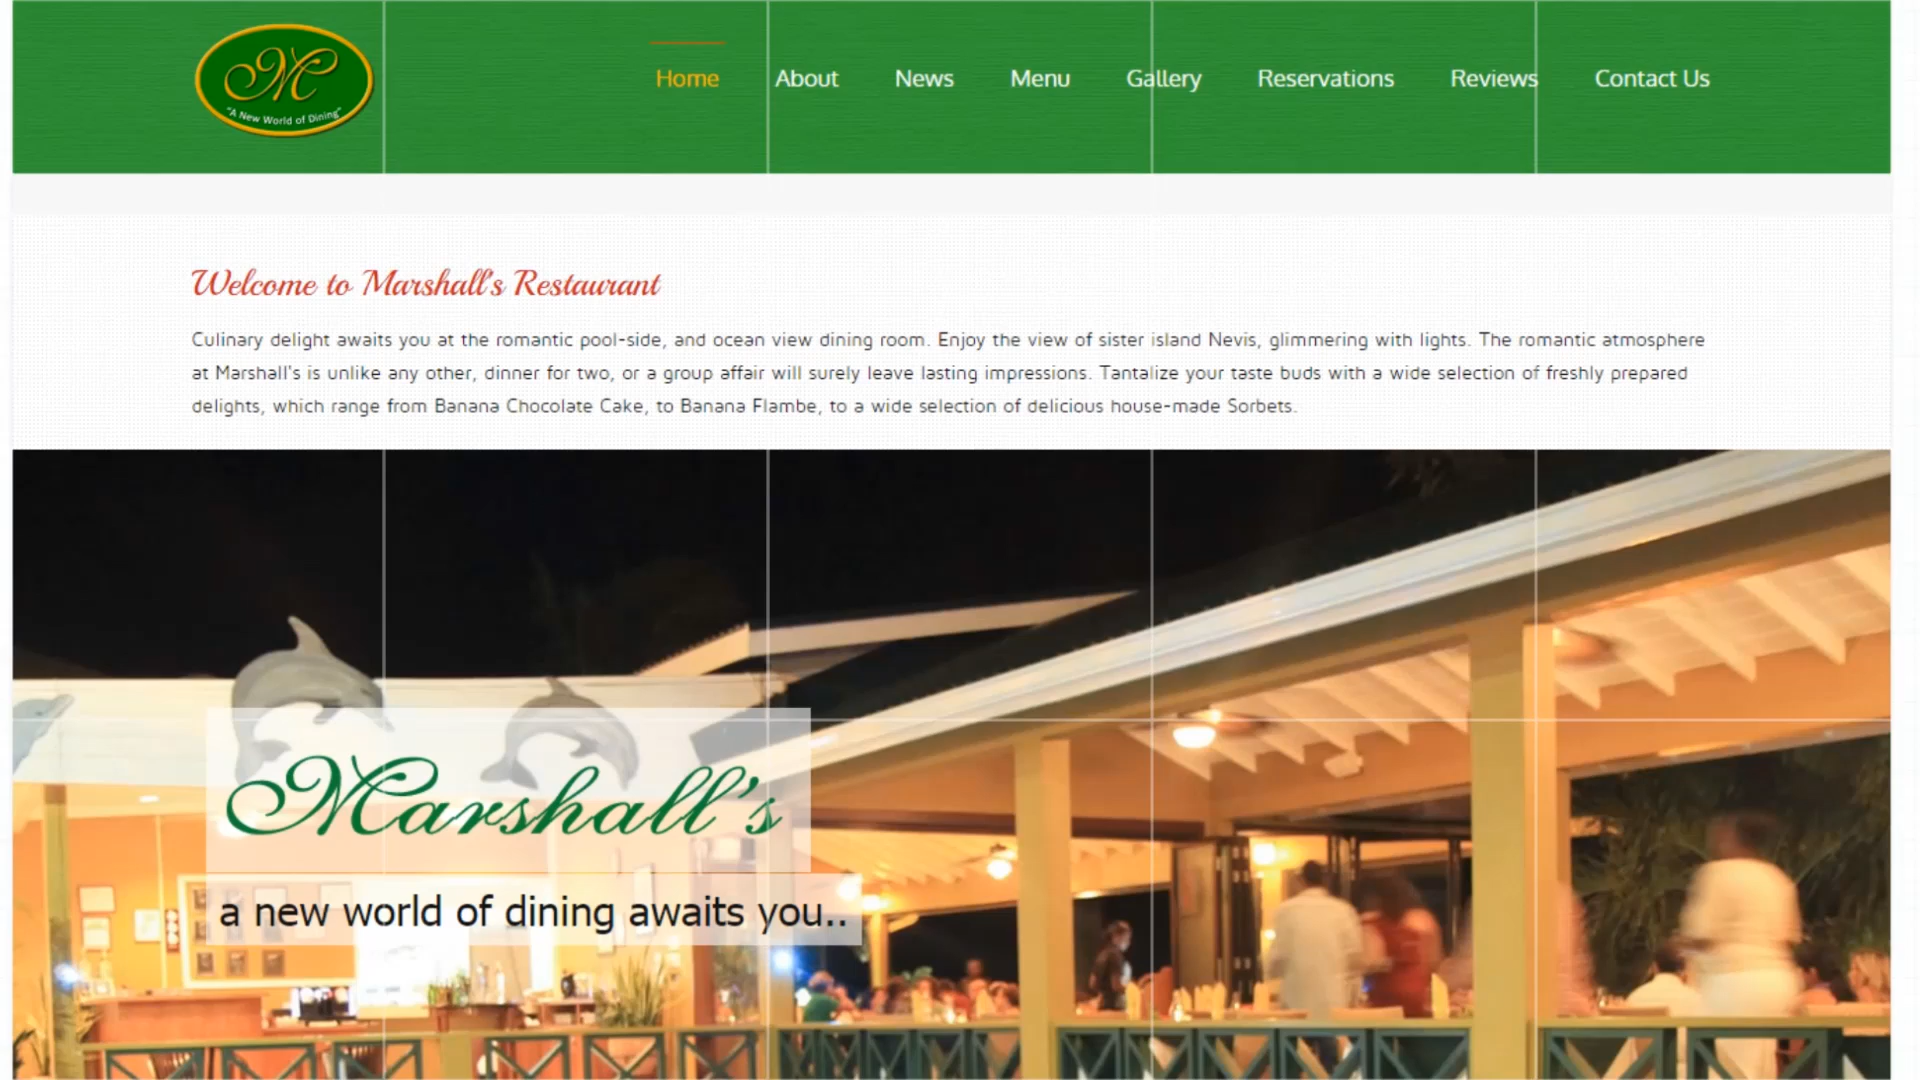 M
"A New World of Dining"
Home About News Menu Gallery Reservations Reviews Contact Us
Welcome to Marshall's Restaurant
Culinary delight awaits you at the romantic pool-side, and ocean view dining room. Enjoy the view of sister island Nevis, glimmering with lights. The romantic atmosphere
at Marshall's is unlike any other, dinner for two, or a group affair will surely leave lasting impressions. Tantalize your taste buds with a wide selection of freshly prepared
delights, which range from Banana Chocolate Cake, to Banana Flambe, to a wide selection of delicious house-made Sorbets.
Marshall's
a new world of dining awaits you..